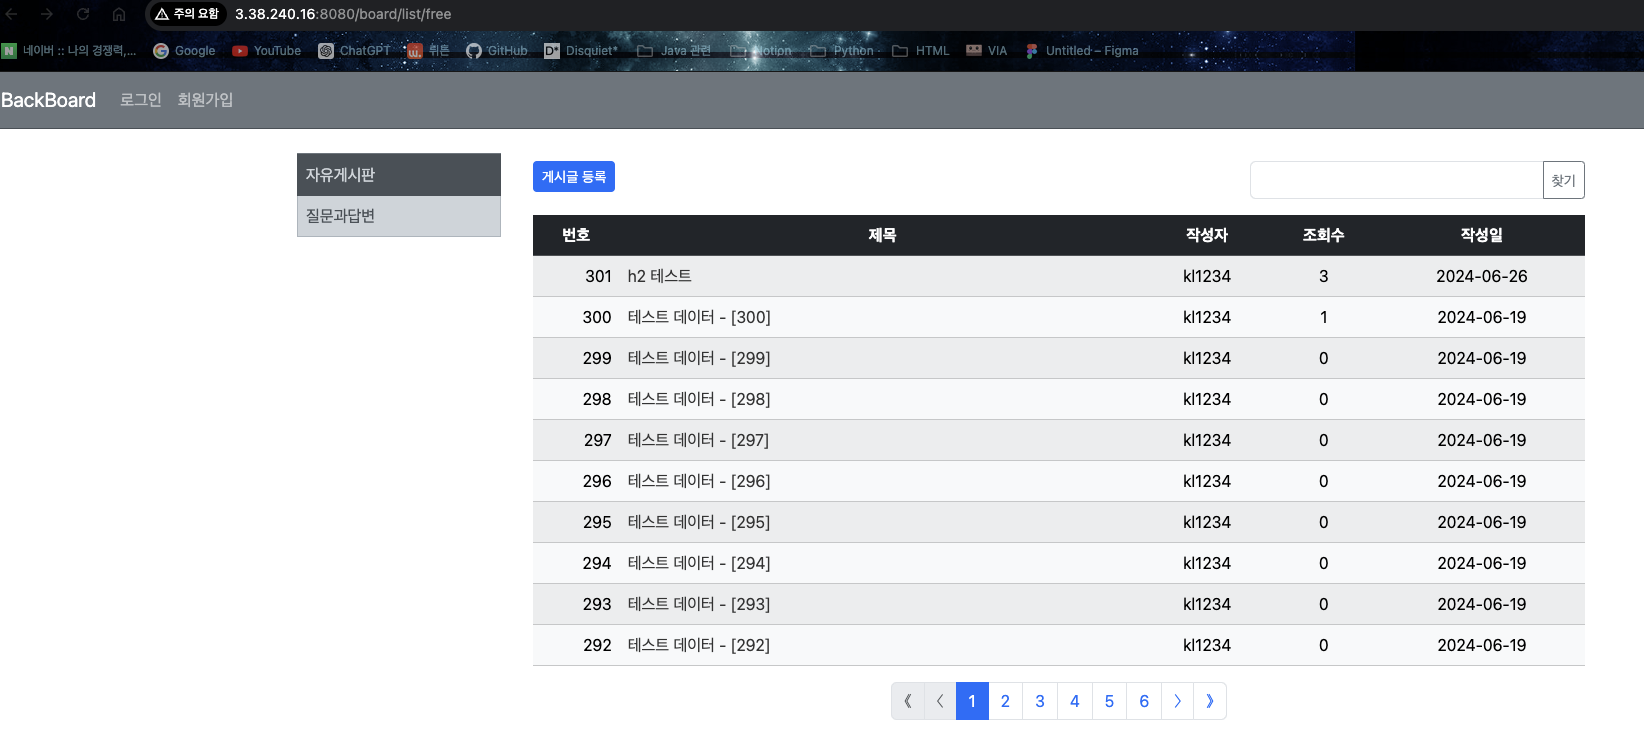 주의 요함 3.38.240.16:8080/board/list/free
N 네이버 :: 나의 경쟁력,... Google YouTube ChatGPT 취흔 GitHub D* Disquiet* Java 관련 Notion Python HTML VIA Untitled – Figma
BackBoard 로그인 회원가입
자유게시판
질문과답변
게시글 등록 찾기
번호 제목 작성자 조회수 작성일
301 h2 테스트 kl1234 3 2024-06-26
300 테스트 데이터 - [300] kl1234 1 2024-06-19
299 테스트 데이터 - [299] kl1234 0 2024-06-19
298 테스트 데이터 - [298] kl1234 0 2024-06-19
297 테스트 데이터 - [297] kl1234 0 2024-06-19
296 테스트 데이터 - [296] kl1234 0 2024-06-19
295 테스트 데이터 - [295] kl1234 0 2024-06-19
294 테스트 데이터 - [294] kl1234 0 2024-06-19
293 테스트 데이터 - [293] kl1234 0 2024-06-19
292 테스트 데이터 - [292] kl1234 0 2024-06-19
《 〈 1 2 3 4 5 6 〉 》